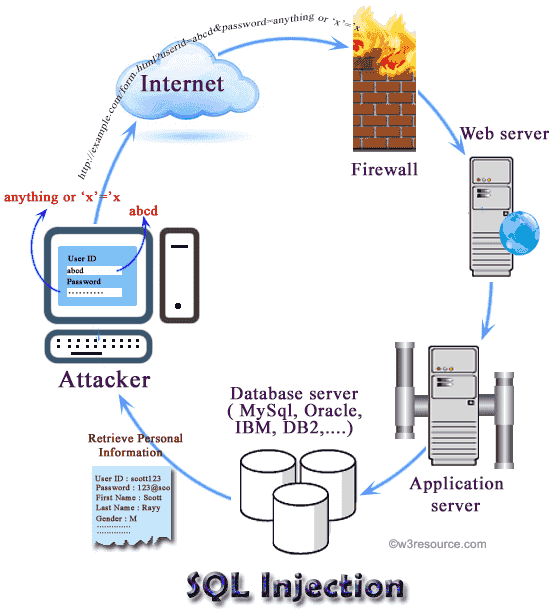 http://example.com/form.html?userid=abcd&password=anything or ‘x’=’x
Internet
Firewall
Web server
anything or ‘x’=’x
abcd
User ID
abcd
Password
··········
Attacker
Database server
( MySql, Oracle,
IBM, DB2,....)
Application
server
Retrieve Personal
Information
User ID : scott123
Password : 123@soo
First Name : Scott
Last Name : Rayy
Gender : M
..............
..............
©w3resource.com
SQL Injection